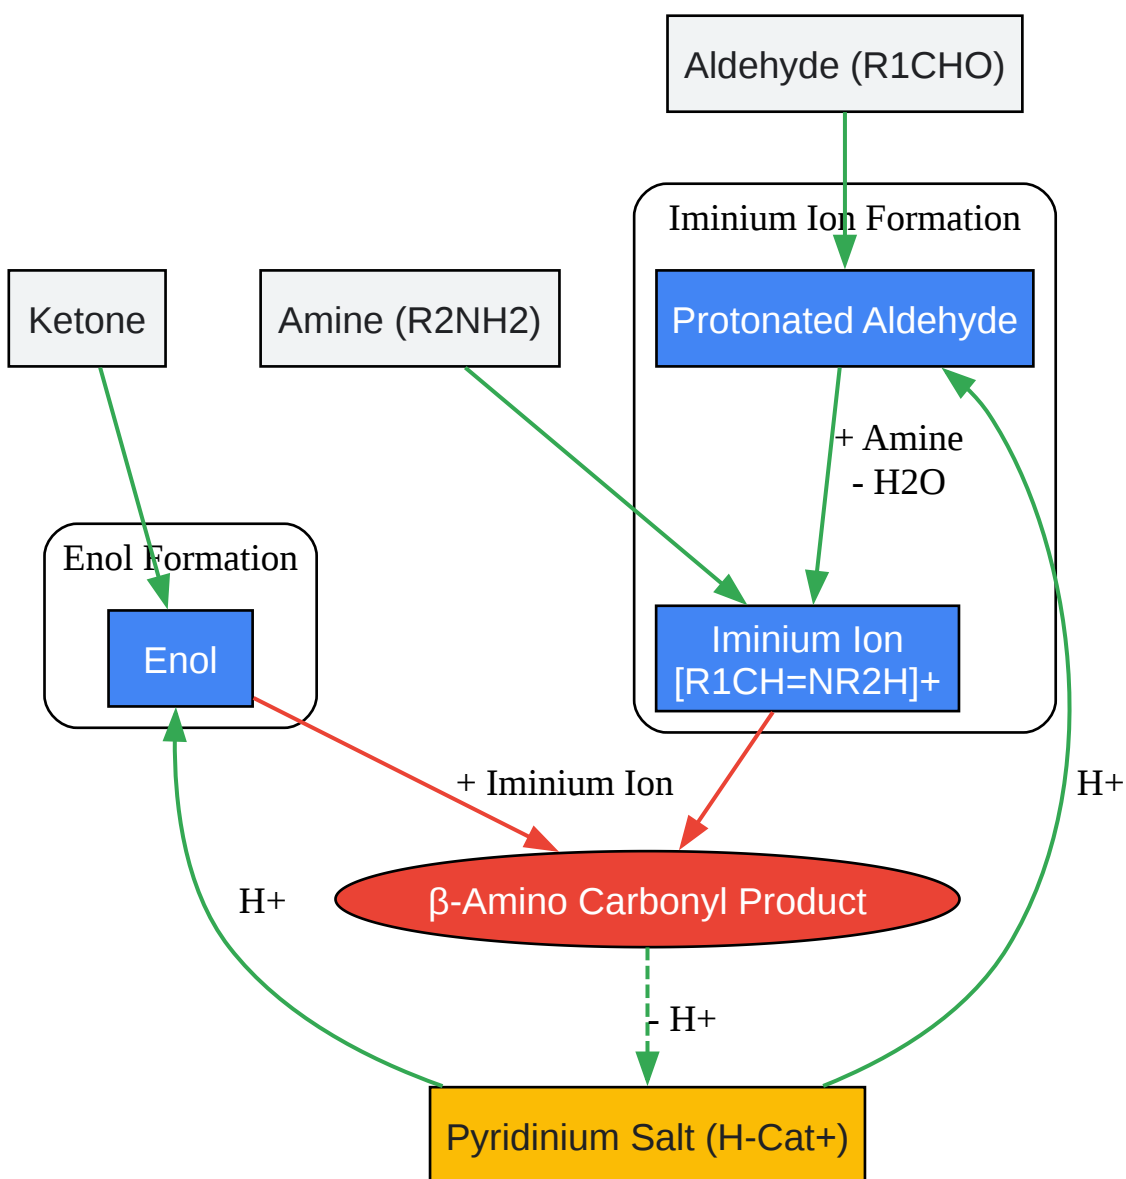 Aldehyde (R1CHO)
Iminium Ion Formation
Ketone
Amine (R2NH2)
Protonated Aldehyde
+ Amine
- H2O
Enol Formation
Enol
Iminium Ion
[R1CH=NR2H]+
+ Iminium Ion
H+
β-Amino Carbonyl Product
H+
- H+
Pyridinium Salt (H-Cat+)